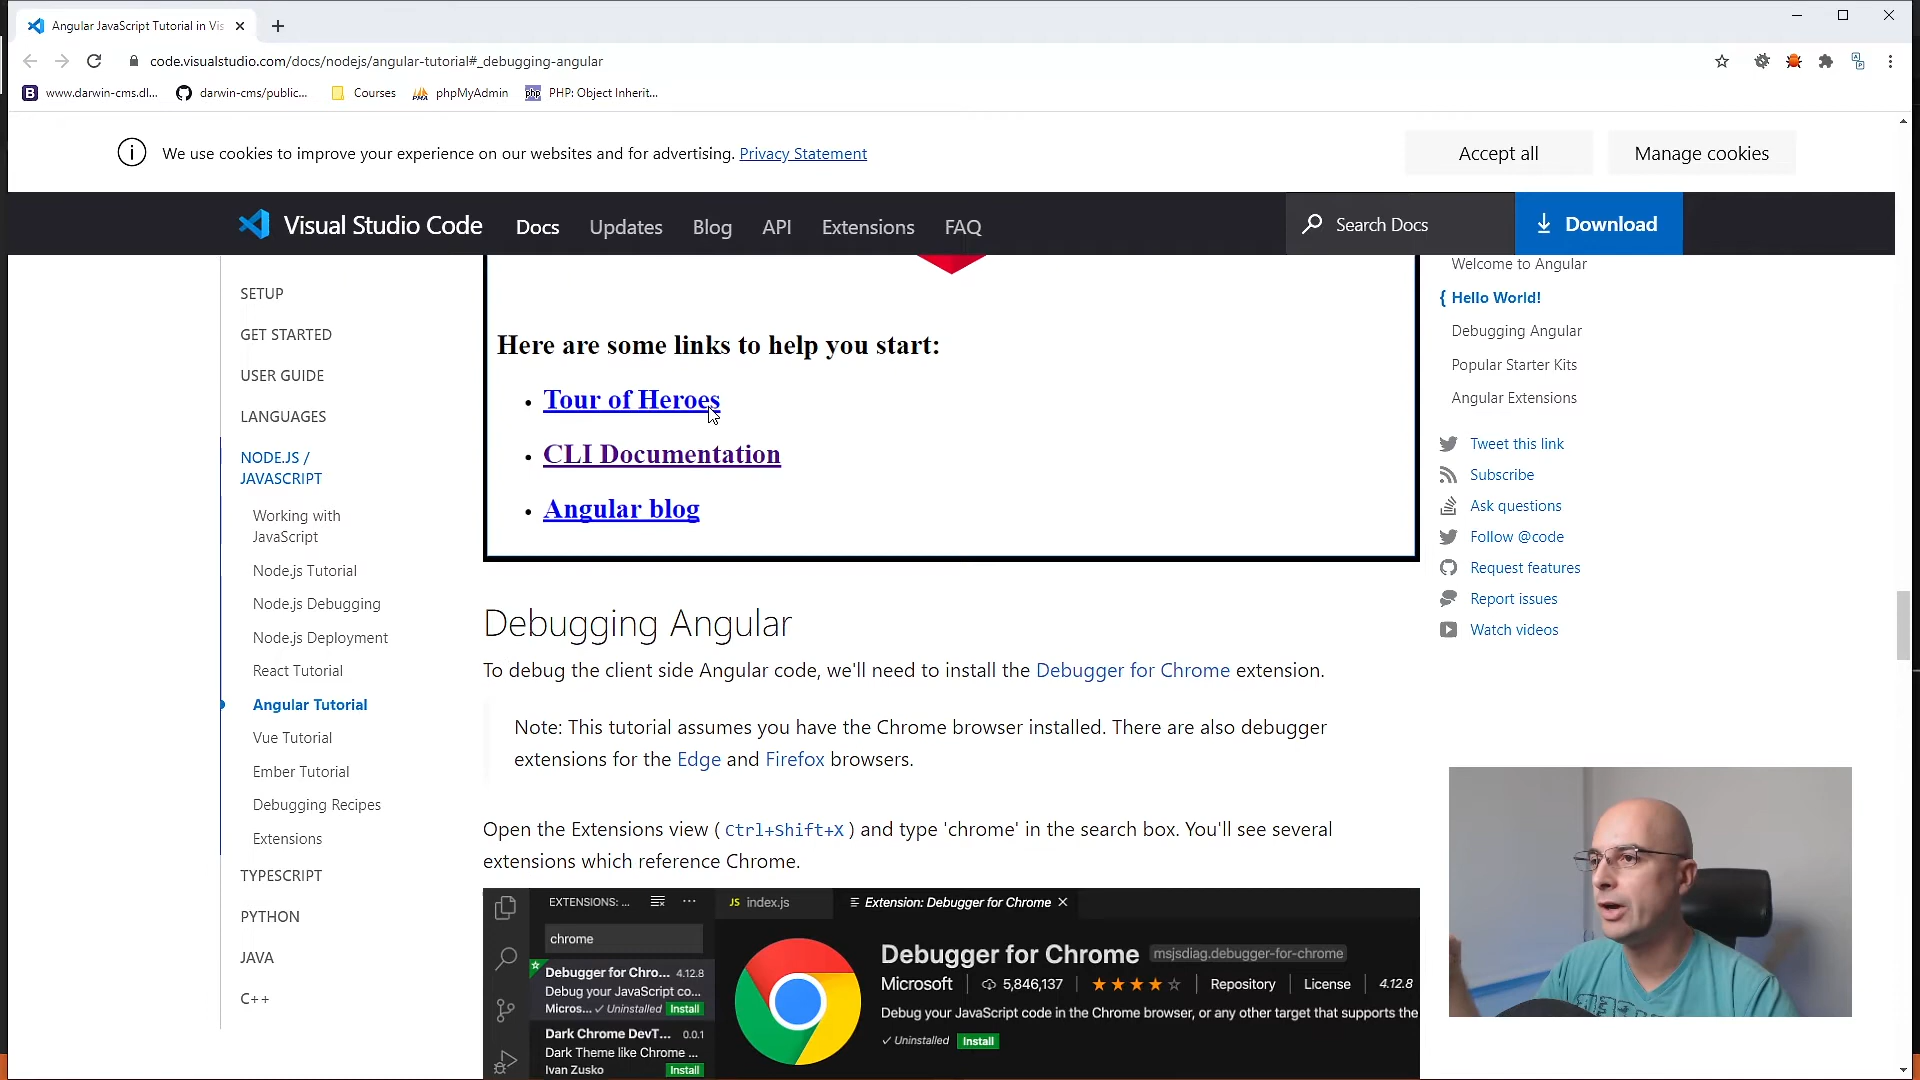 Angular JavaScript Tutorial in Vis
code.visualstudio.com/docs/nodejs/angular-tutorial#_debugging-angular
www.darwin-cms.dl...
darwin-cms/public...
Courses
phpMyAdmin
PHP: Object Inherit...
We use cookies to improve your experience on our websites and for advertising. Privacy Statement
Accept all
Manage cookies
Visual Studio Code
Docs
Updates
Blog
API
Extensions
FAQ
Search Docs
Download
SETUP
GET STARTED
USER GUIDE
LANGUAGES
NODE.JS /
JAVASCRIPT
Working with
JavaScript
Node.js Tutorial
Node.js Debugging
Node.js Deployment
React Tutorial
Angular Tutorial
Vue Tutorial
Ember Tutorial
Debugging Recipes
Extensions
TYPESCRIPT
PYTHON
JAVA
C++
Here are some links to help you start:
• Tour of Heroes
• CLI Documentation
• Angular blog
Debugging Angular
To debug the client side Angular code, we'll need to install the Debugger for Chrome extension.
Note: This tutorial assumes you have the Chrome browser installed. There are also debugger
extensions for the Edge and Firefox browsers.
Open the Extensions view ( Ctrl+Shift+X ) and type 'chrome' in the search box. You'll see several
extensions which reference Chrome.
EXTENSIONS: ...
chrome
Debugger for Chro... 4.12.8
Debug your JavaScript co...
Micros... ✓ Uninstalled Install
Dark Chrome DevT... 0.0.1
Dark Theme like Chrome ...
Ivan Zusko Install
JS index.js
Extension: Debugger for Chrome
Debugger for Chrome msjsdiag.debugger-for-chrome
Microsoft 5,846,137 Repository License 4.12.8
Debug your JavaScript code in the Chrome browser, or any other target that supports the
✓ Uninstalled Install
Welcome to Angular
{ Hello World!
Debugging Angular
Popular Starter Kits
Angular Extensions
Tweet this link
Subscribe
Ask questions
Follow @code
Request features
Report issues
Watch videos